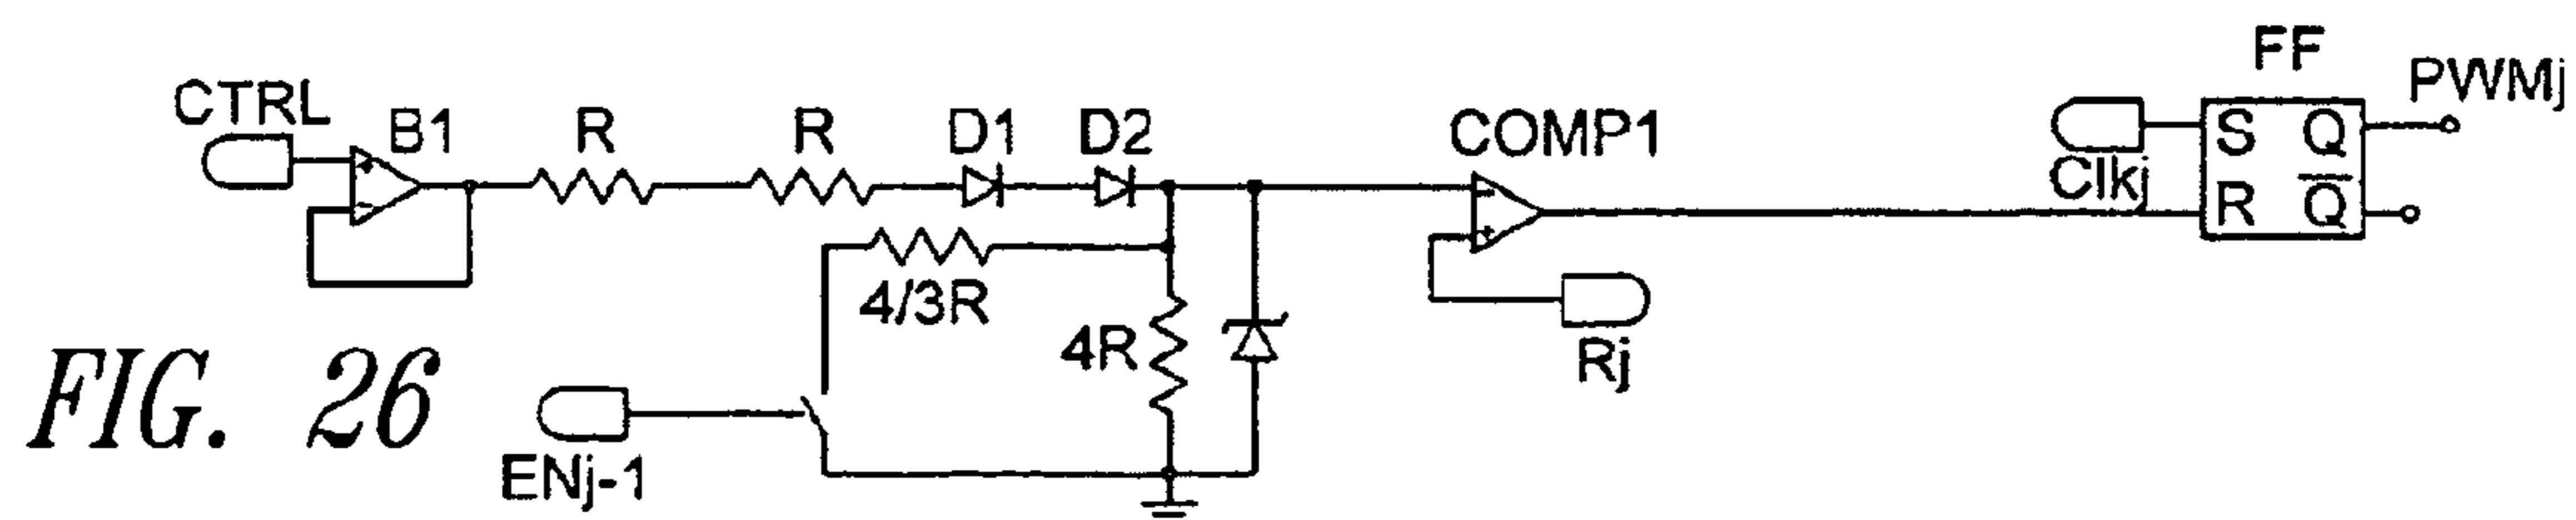 CTRL
B1
R
R
D1
D2
COMP1
FF
PWMj
S
Q
Clkj
R
Q̅
4/3R
4R
Rj
ENj-1
FIG. 26
+
-
-
+